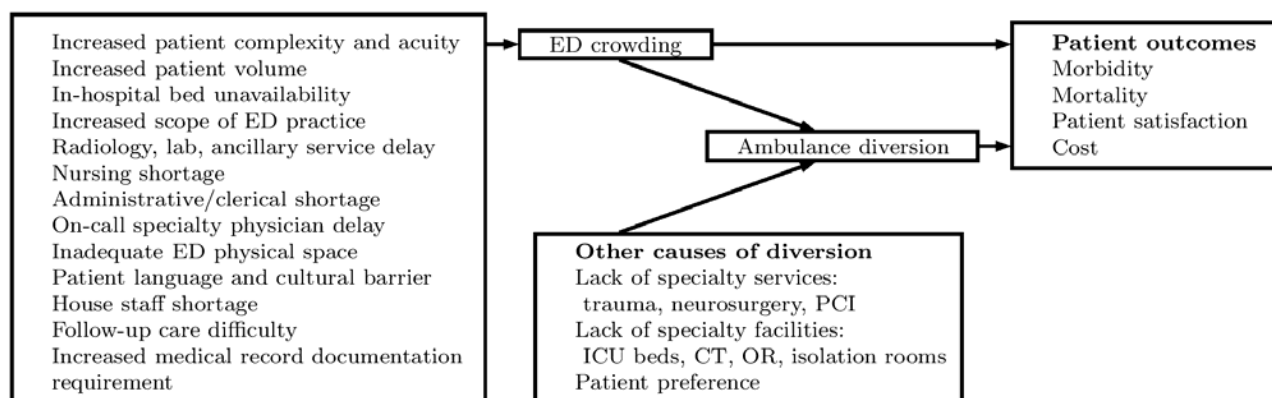 Increased patient complexity and acuity
Increased patient volume
In-hospital bed unavailability
Increased scope of ED practice
Radiology, lab, ancillary service delay
Nursing shortage
Administrative/clerical shortage
On-call specialty physician delay
Inadequate ED physical space
Patient language and cultural barrier
House staff shortage
Follow-up care difficulty
Increased medical record documentation
requirement
ED crowding
Ambulance diversion
Other causes of diversion
Lack of specialty services:
trauma, neurosurgery, PCI
Lack of specialty facilities:
ICU beds, CT, OR, isolation rooms
Patient preference
Patient outcomes
Morbidity
Mortality
Patient satisfaction
Cost